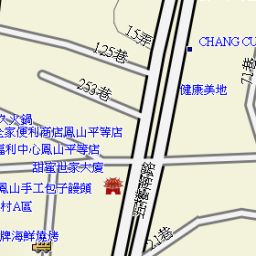 15弄
125巷
CHANG CU
253巷
71巷
健康美地
久火鍋
全家便利商店鳳山平等店
福利中心鳳山平等店
甜蜜世家大廈
鳳山手工包子饅頭
村A區
21巷
牌海鮮燒烤